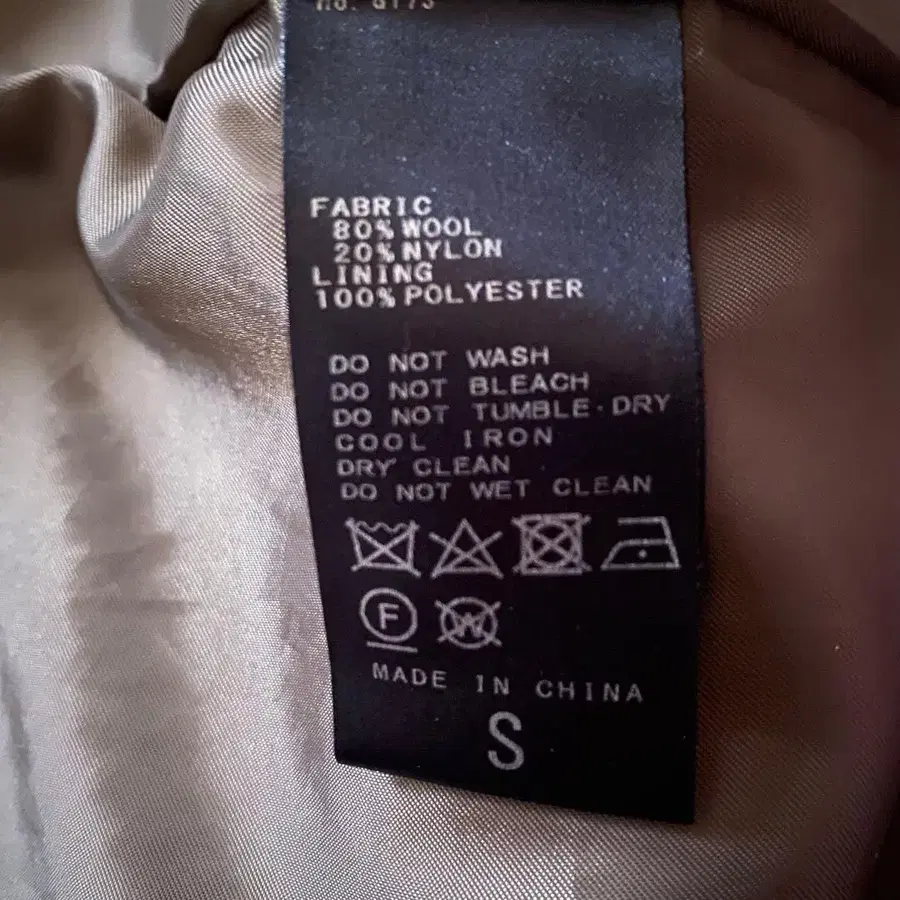 FABRIC
80% WOOL
20% NYLON
LINING
100% POLYESTER
DO NOT WASH
DO NOT BLEACH
DO NOT TUMBLE·DRY
COOL IRON
DRY CLEAN
DO NOT WET CLEAN
F W
MADE IN CHINA
S